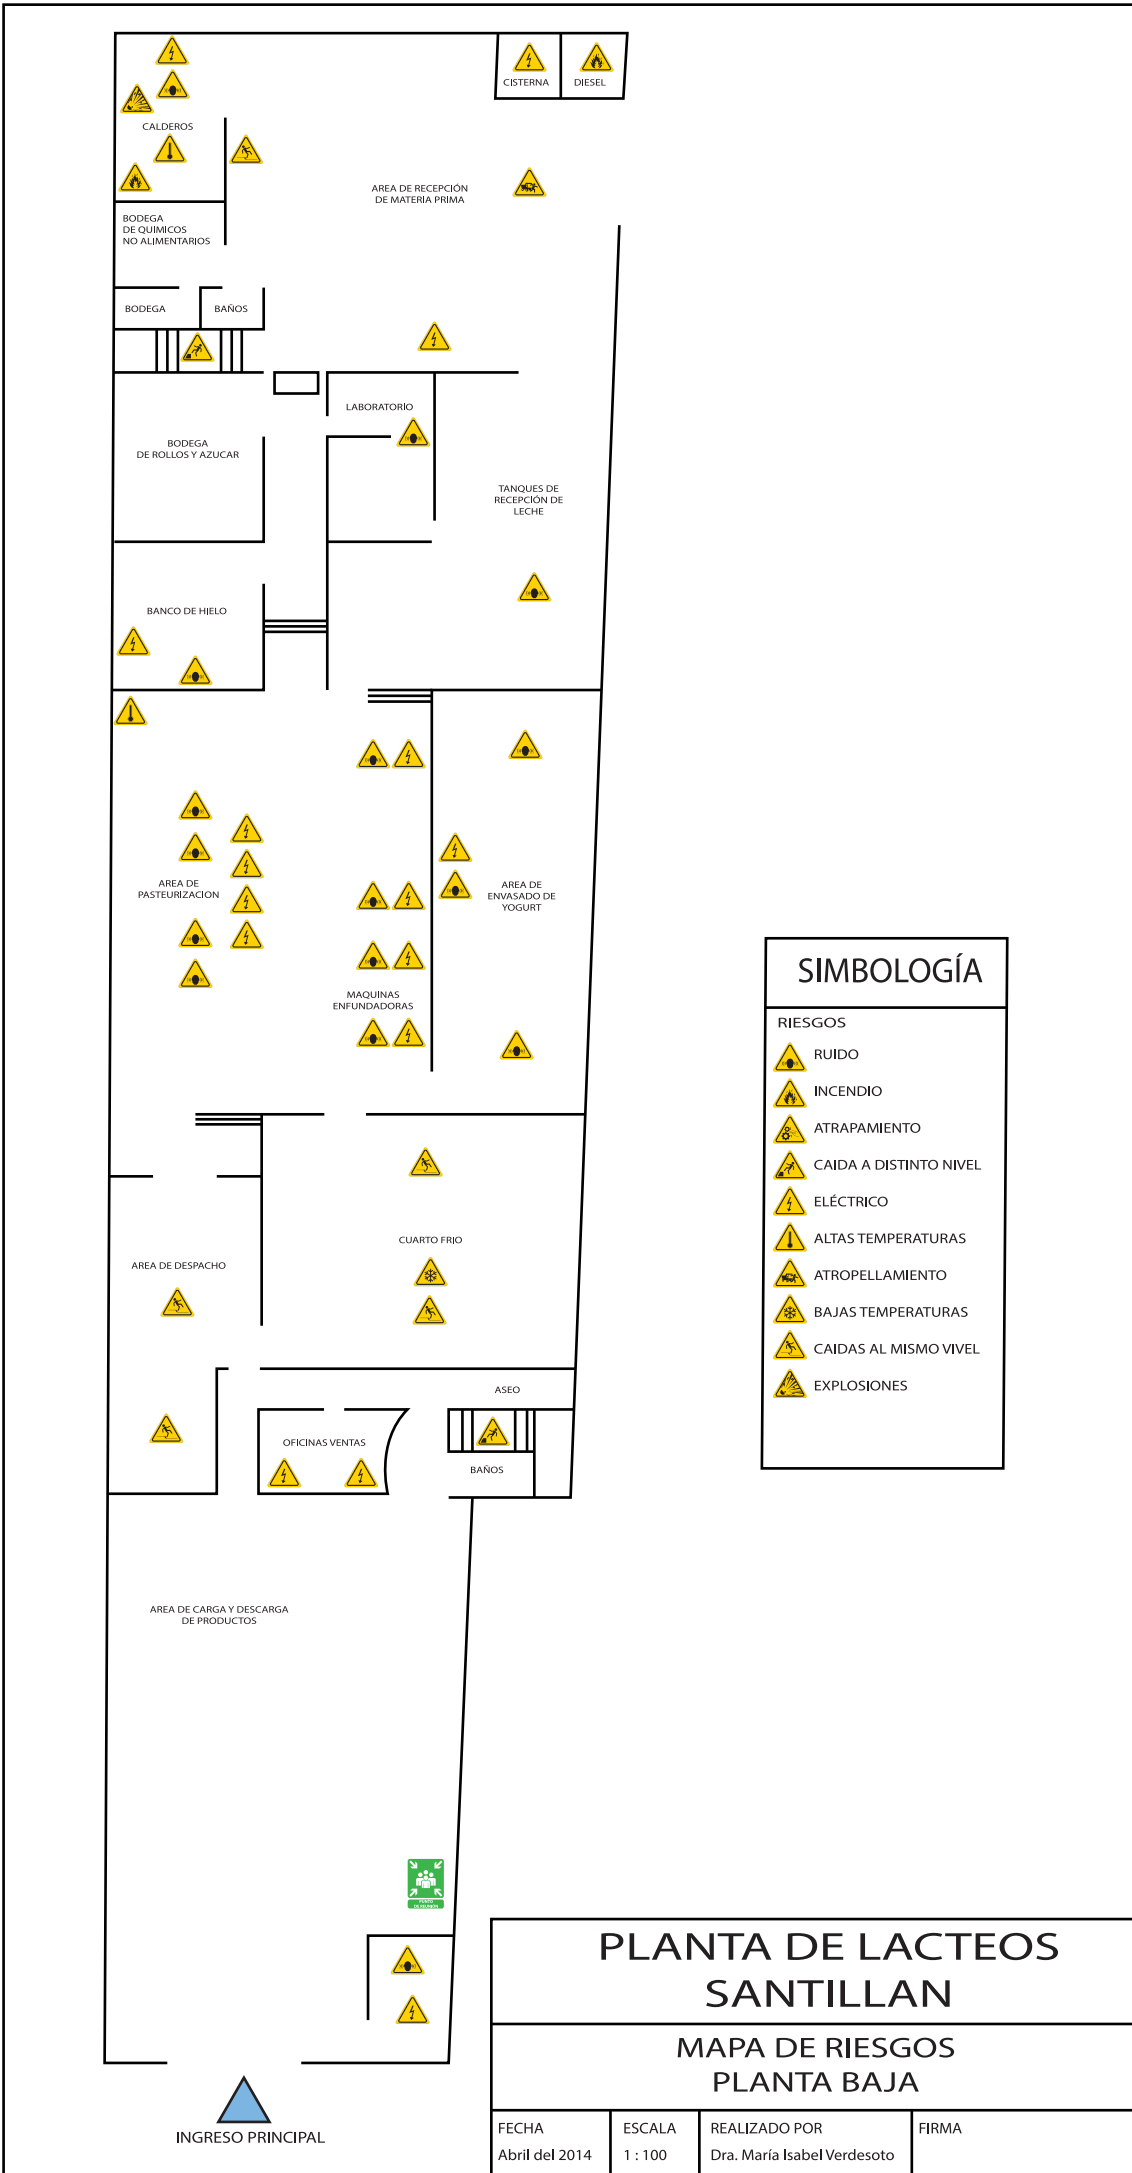 CISTERNA
DIESEL
CALDEROS
AREA DE RECEPCIÓN
DE MATERIA PRIMA
BODEGA
DE QUIMICOS
NO ALIMENTARIOS
BODEGA
BAÑOS
LABORATORIO
BODEGA
DE ROLLOS Y AZUCAR
TANQUES DE
RECEPCIÓN DE
LECHE
BANCO DE HIELO
AREA DE
PASTEURIZACION
AREA DE
ENVASADO DE
YOGURT
MAQUINAS
ENFUNDADORAS
SIMBOLOGÍA
RIESGOS
RUIDO
INCENDIO
ATRAPAMIENTO
CAIDA A DISTINTO NIVEL
ELÉCTRICO
ALTAS TEMPERATURAS
ATROPELLAMIENTO
BAJAS TEMPERATURAS
CAIDAS AL MISMO VIVEL
EXPLOSIONES
CUARTO FRIO
AREA DE DESPACHO
ASEO
OFICINAS VENTAS
BAÑOS
AREA DE CARGA Y DESCARGA
DE PRODUCTOS
PUNTO
DE REUNIÓN
INGRESO PRINCIPAL
PLANTA DE LACTEOS
SANTILLAN
MAPA DE RIESGOS
PLANTA BAJA
FECHA
Abril del 2014
ESCALA
1 : 100
REALIZADO POR
Dra. María Isabel Verdesoto
FIRMA